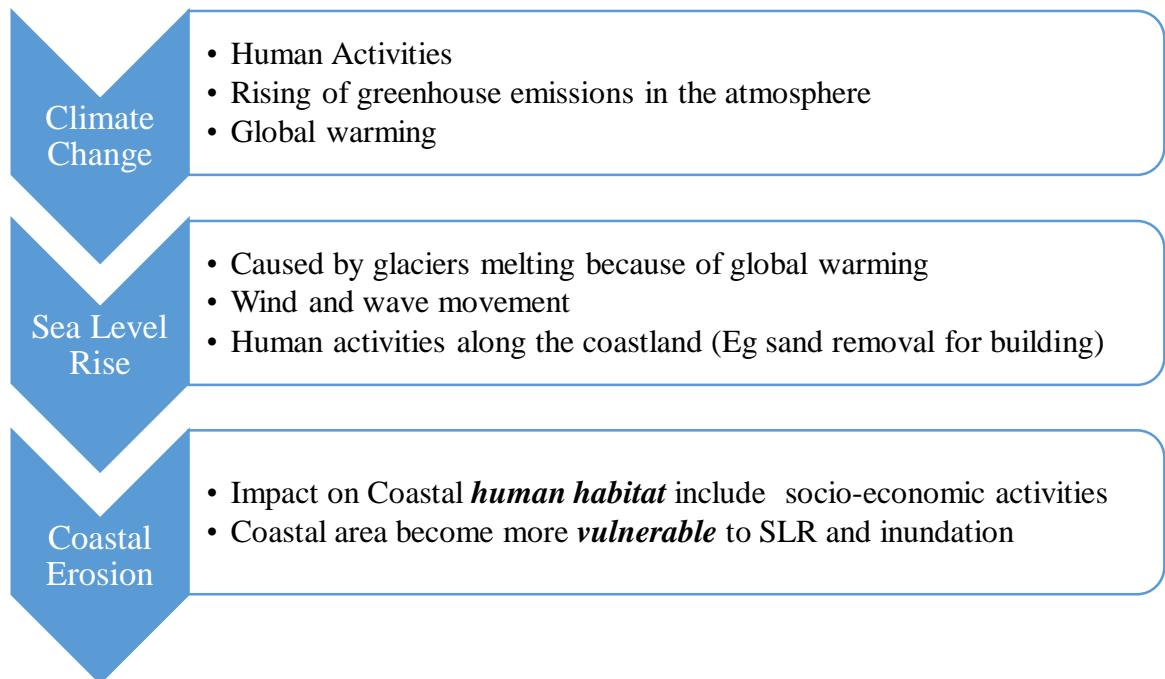 Climate
Change
• Human Activities
• Rising of greenhouse emissions in the atmosphere
• Global warming
Sea Level
Rise
• Caused by glaciers melting because of global warming
• Wind and wave movement
• Human activities along the coastland (Eg sand removal for building)
Coastal
Erosion
• Impact on Coastal human habitat include socio-economic activities
• Coastal area become more vulnerable to SLR and inundation